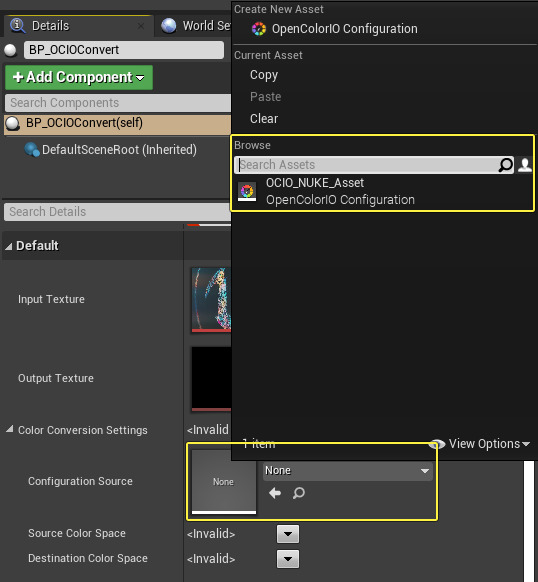 Details
World Set
BP_OCIOConvert
Add Component
Search Components
BP_OCIOConvert(self)
DefaultSceneRoot (Inherited)
Search Details
Default
Input Texture
Output Texture
Color Conversion Settings
<Invalid
Configuration Source
None
None
Source Color Space
<Invalid>
Destination Color Space
<Invalid>
Create New Asset
OpenColorIO Configuration
Current Asset
Copy
Paste
Clear
Browse
Search Assets
OCIO_NUKE_Asset
OpenColorIO Configuration
1 item
View Options